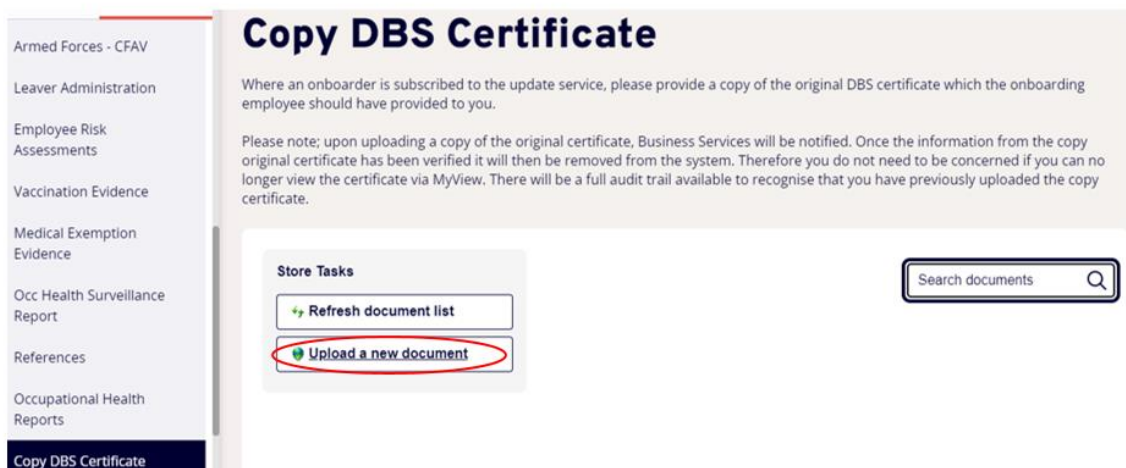 Armed Forces - CFAV
Leaver Administration
Employee Risk
Assessments
Vaccination Evidence
Medical Exemption
Evidence
Occ Health Surveillance
Report
References
Occupational Health
Reports
Copy DBS Certificate
Copy DBS Certificate
Where an onboarder is subscribed to the update service, please provide a copy of the original DBS certificate which the onboarding
employee should have provided to you.
Please note; upon uploading a copy of the original certificate, Business Services will be notified. Once the information from the copy
original certificate has been verified it will then be removed from the system. Therefore you do not need to be concerned if you can no
longer view the certificate via MyView. There will be a full audit trail available to recognise that you have previously uploaded the copy
certificate.
Store Tasks
Refresh document list
Upload a new document
Search documents